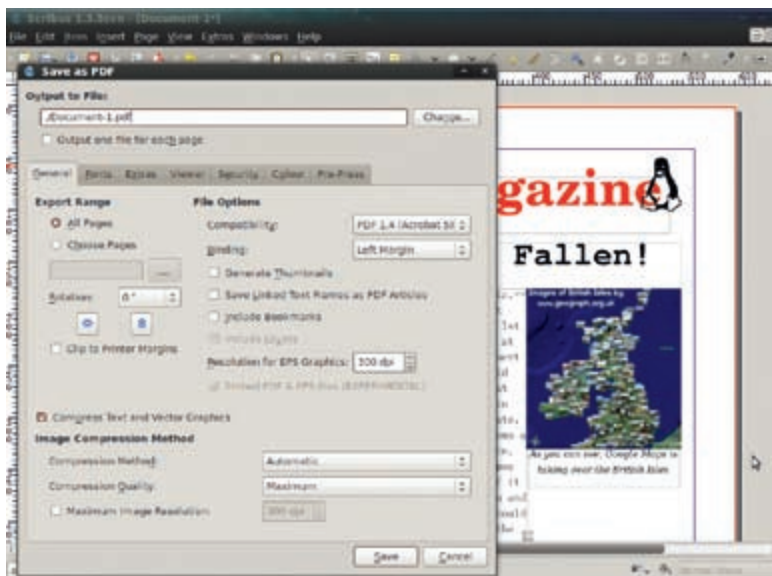 Scribus 1.3.5svn - [Document-1*]
File Edit Item Insert Page View Extras Windows Help
Save as PDF
Output to File:
/Document-1.pdf
Change...
Output one file for each page
General Fonts Extras Viewer Security Color Pre-Press
Export Range
All Pages
Choose Pages
Rotation: 0°
Clip to Printer Margins
File Options
Compatibility: PDF 1.4 (Acrobat 5)
Binding: Left Margin
Generate Thumbnails
Save Linked Text Frames as PDF Articles
Include Bookmarks
Include Layers
Resolution for EPS Graphics: 300 dpi
Embed PDF & EPS files (EXPERIMENTAL)
Compress Text and Vector Graphics
Image Compression Method
Compression Method: Automatic
Compression Quality: Maximum
Maximum Image Resolution: 300 dpi
Save Cancel
gazine
Fallen!
Images of British Isles by
www.geograph.org.uk
As you can see, Google Maps is
taking over the British Isles